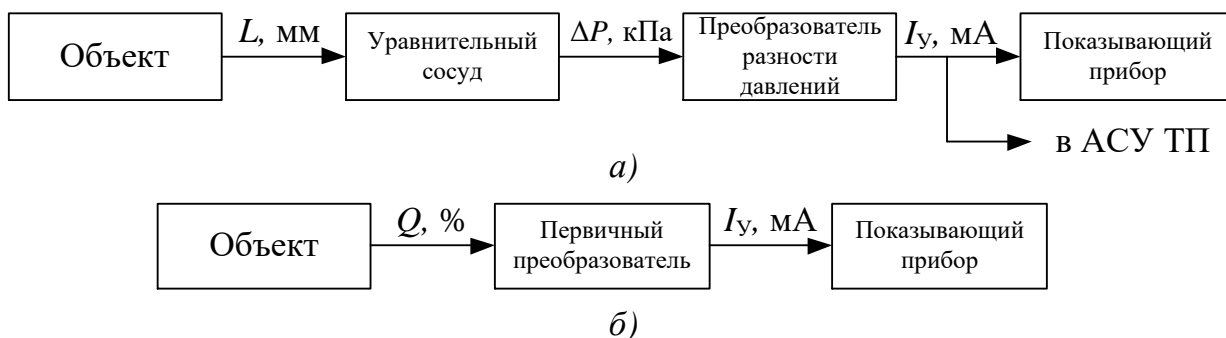 Объект
L, мм
Уравнительный
сосуд
ΔP, кПа
Преобразователь
разности
давлений
Iу, мА
Показывающий
прибор
в АСУ ТП
а)
Объект
Q, %
Первичный
преобразователь
Iу, мА
Показывающий
прибор
б)